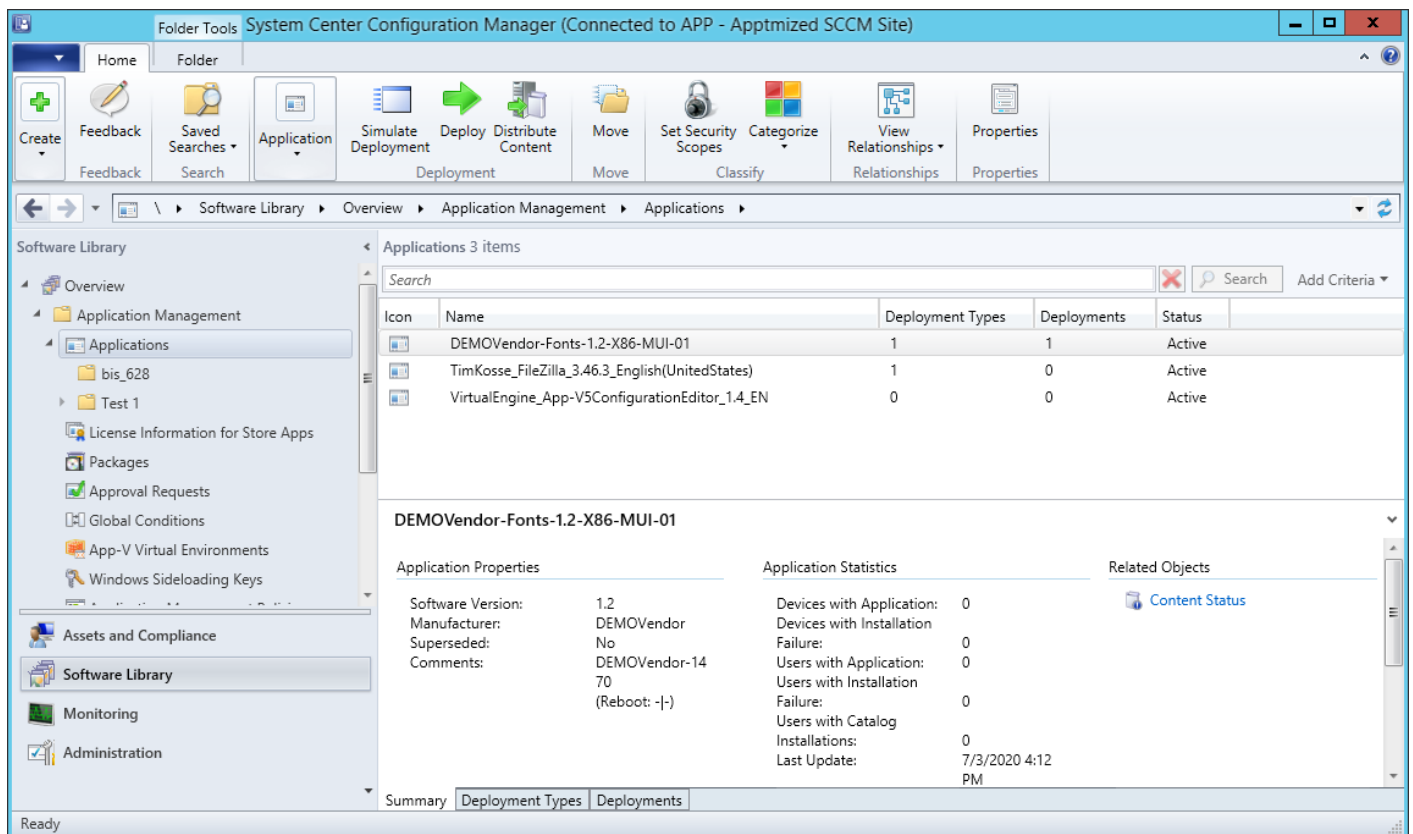 Folder Tools System Center Configuration Manager (Connected to APP - Apptmized SCCM Site)
Home Folder
Create
Feedback
Saved Searches
Application
Simulate Deployment
Deploy
Distribute Content
Move
Set Security Scopes
Categorize
View Relationships
Properties
Feedback Search Deployment Move Classify Relationships Properties
\ Software Library Overview Application Management Applications
Software Library
Overview
Application Management
Applications
bis_628
Test 1
License Information for Store Apps
Packages
Approval Requests
Global Conditions
App-V Virtual Environments
Windows Sideloading Keys
Assets and Compliance
Software Library
Monitoring
Administration
Applications 3 items
Search Search Add Criteria
Icon Name Deployment Types Deployments Status
DEMOVendor-Fonts-1.2-X86-MUI-01 1 1 Active
TimKosse_FileZilla_3.46.3_English(UnitedStates) 1 0 Active
VirtualEngine_App-V5ConfigurationEditor_1.4_EN 0 0 Active
DEMOVendor-Fonts-1.2-X86-MUI-01
Application Properties
Software Version: 1.2
Manufacturer: DEMOVendor
Superseded: No
Comments: DEMOVendor-14
70
(Reboot: -|-)
Application Statistics
Devices with Application: 0
Devices with Installation
Failure: 0
Users with Application: 0
Users with Installation
Failure: 0
Users with Catalog
Installations: 0
Last Update: 7/3/2020 4:12
PM
Related Objects
Content Status
Summary Deployment Types Deployments
Ready